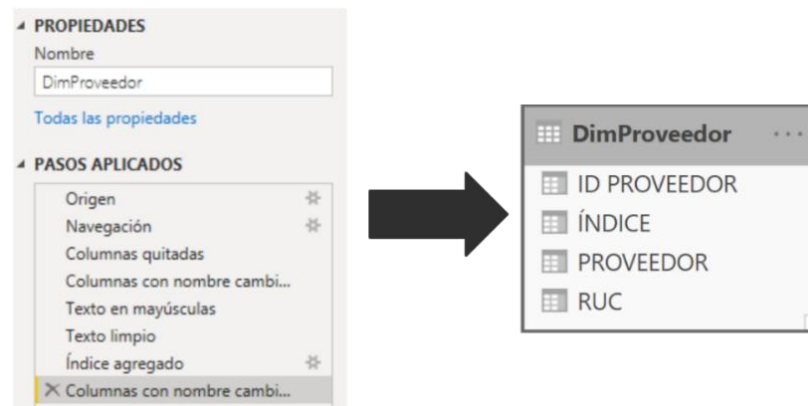 PROPIEDADES
Nombre
DimProveedor
Todas las propiedades
PASOS APLICADOS
Origen
Navegación
Columnas quitadas
Columnas con nombre cambi...
Texto en mayúsculas
Texto limpio
Índice agregado
Columnas con nombre cambi...
DimProveedor
ID PROVEEDOR
ÍNDICE
PROVEEDOR
RUC